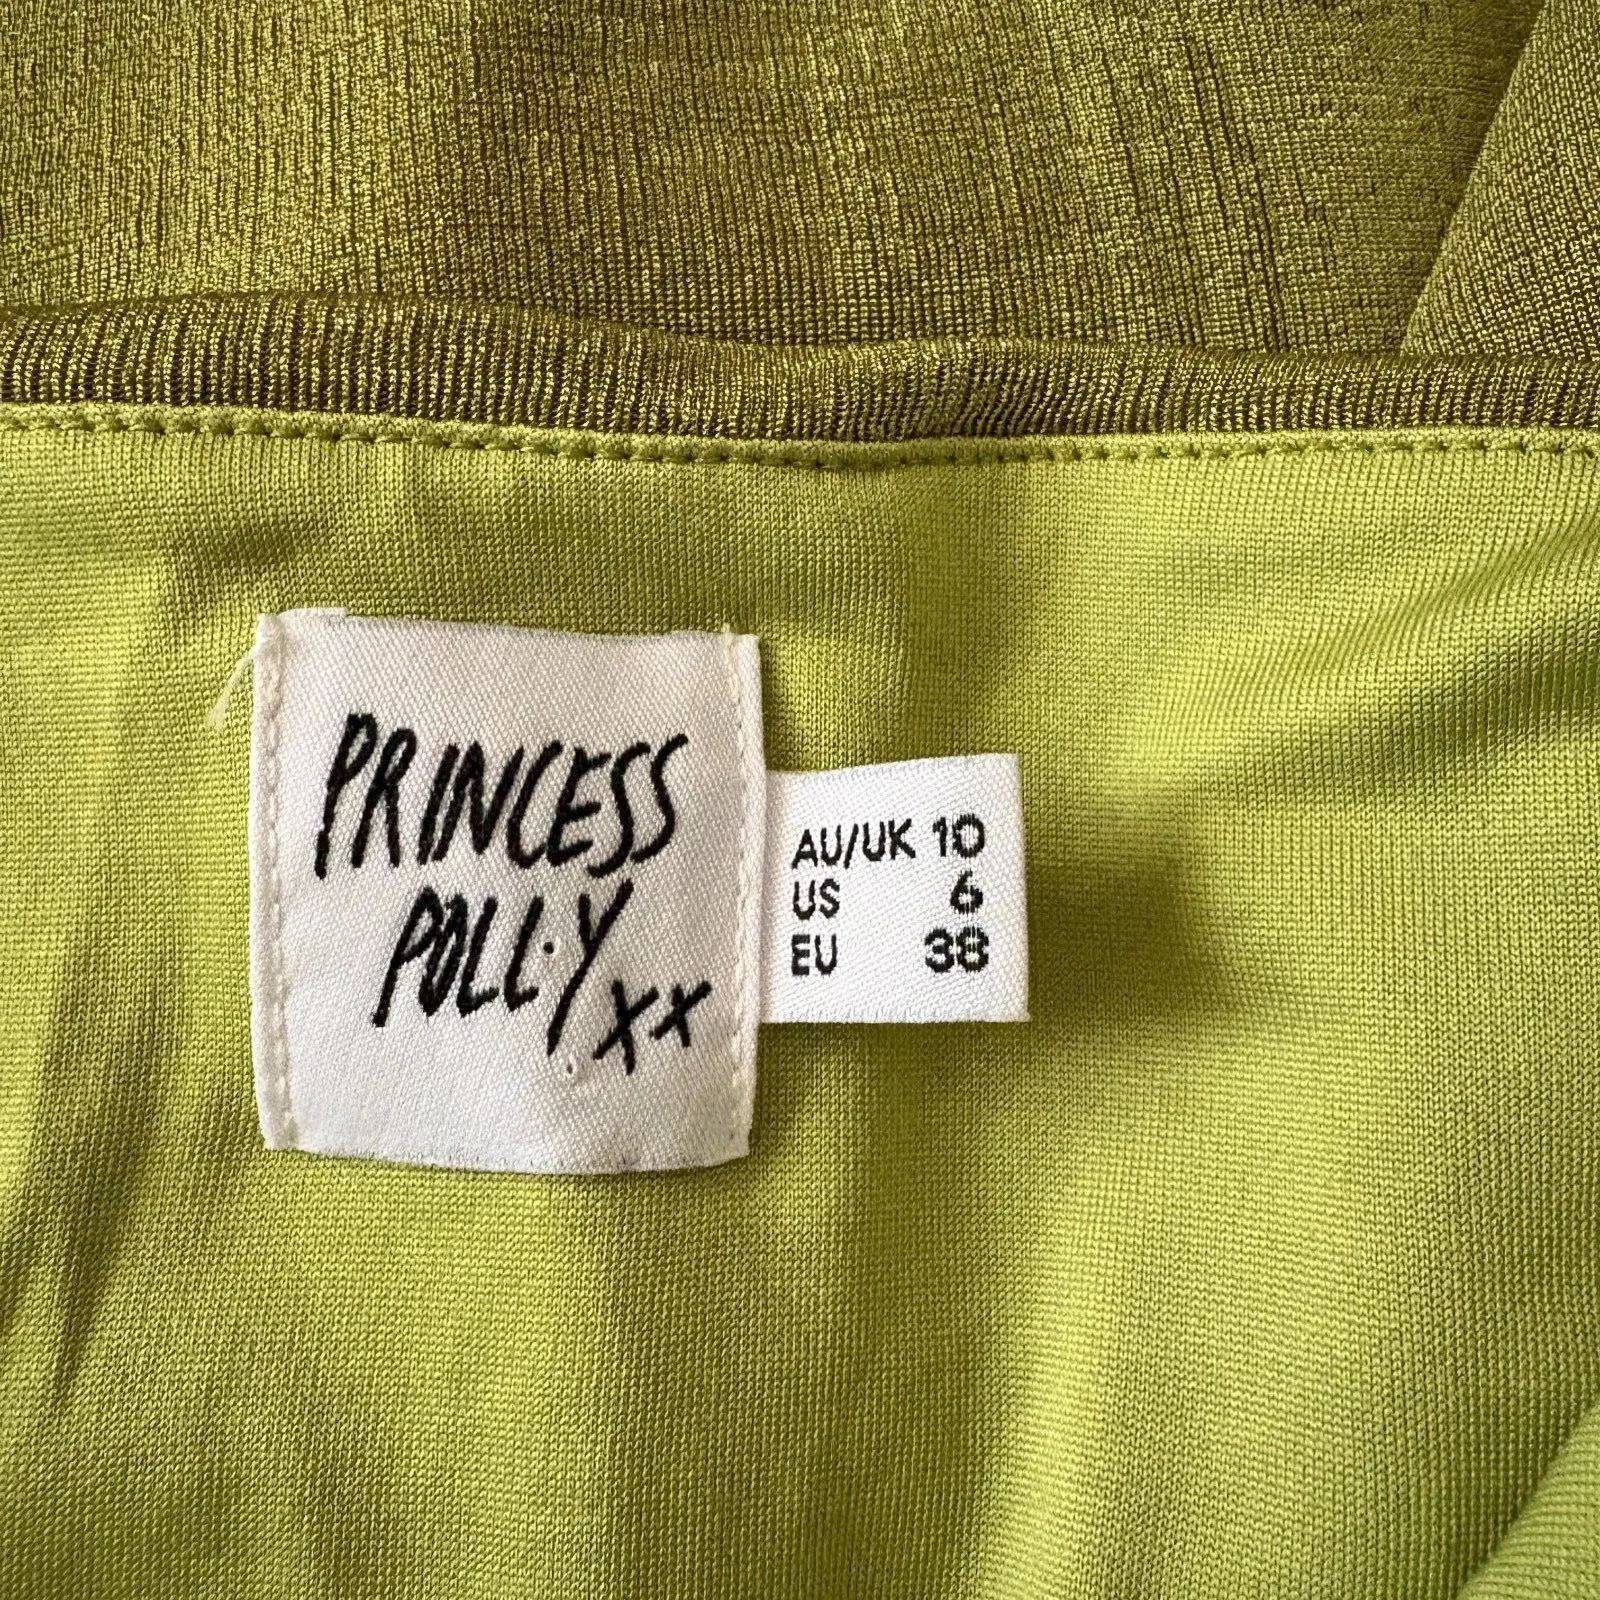 PRINCESS
POLLY
xx
AU/UK 10
US 6
EU 38